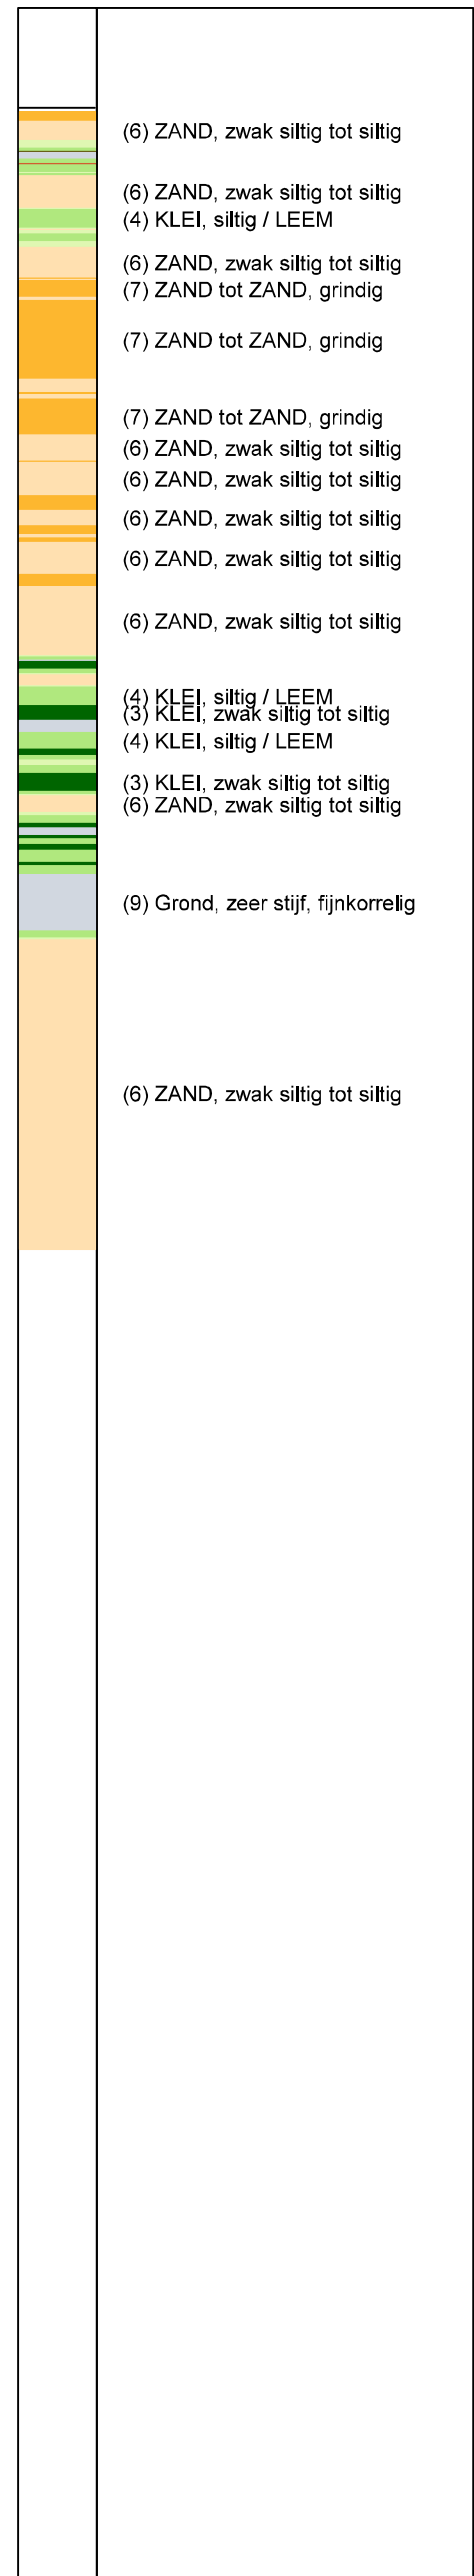 (6) ZAND, zwak siltig tot siltig
(6) ZAND, zwak siltig tot siltig
(4) KLEI, siltig / LEEM
(6) ZAND, zwak siltig tot siltig
(7) ZAND tot ZAND, grindig
(7) ZAND tot ZAND, grindig
(7) ZAND tot ZAND, grindig
(6) ZAND, zwak siltig tot siltig
(6) ZAND, zwak siltig tot siltig
(6) ZAND, zwak siltig tot siltig
(6) ZAND, zwak siltig tot siltig
(6) ZAND, zwak siltig tot siltig
(4) KLEI, siltig / LEEM
(3) KLEI, zwak siltig tot siltig
(4) KLEI, siltig / LEEM
(3) KLEI, zwak siltig tot siltig
(6) ZAND, zwak siltig tot siltig
(9) Grond, zeer stijf, fijnkorrelig
(6) ZAND, zwak siltig tot siltig